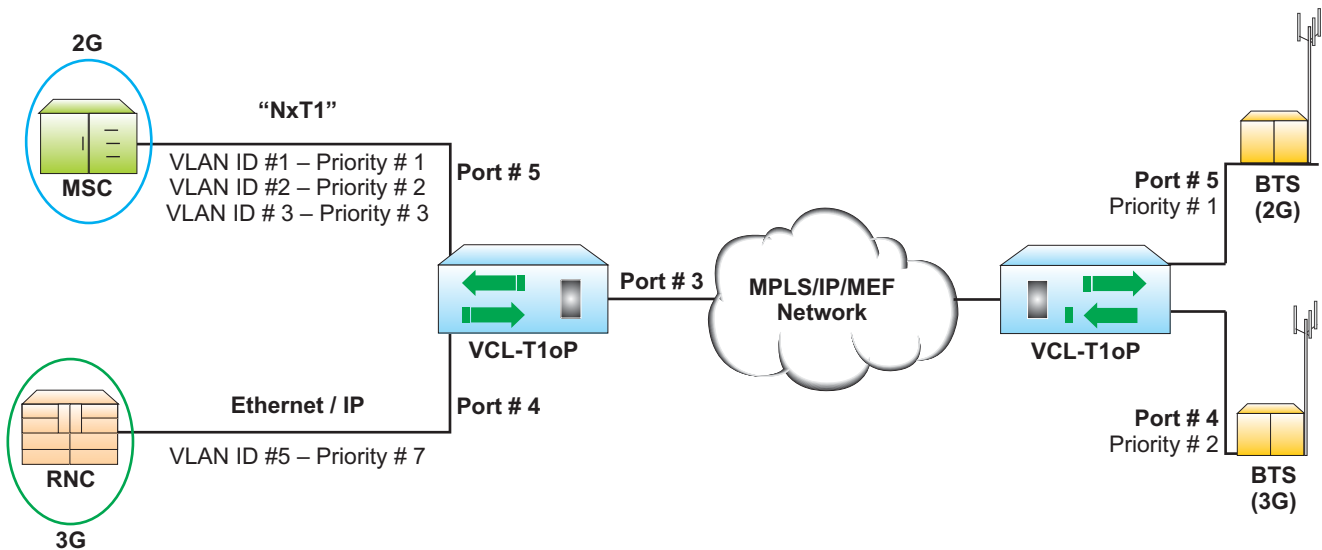 2G
MSC
“NxT1”
VLAN ID #1 – Priority # 1
VLAN ID #2 – Priority # 2
VLAN ID # 3 – Priority # 3
Port # 5
VCL-T1oP
Port # 3
MPLS/IP/MEF
Network
VCL-T1oP
Port # 5
Priority # 1
BTS
(2G)
Ethernet / IP
VLAN ID #5 – Priority # 7
Port # 4
RNC
3G
Port # 4
Priority # 2
BTS
(3G)